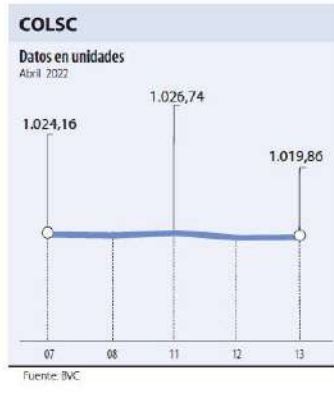 COLSC
Datos en unidades
Abril 2022
1.026,74
1.024,16
1.019,86
07 08 11 12 13
Fuente: BVC